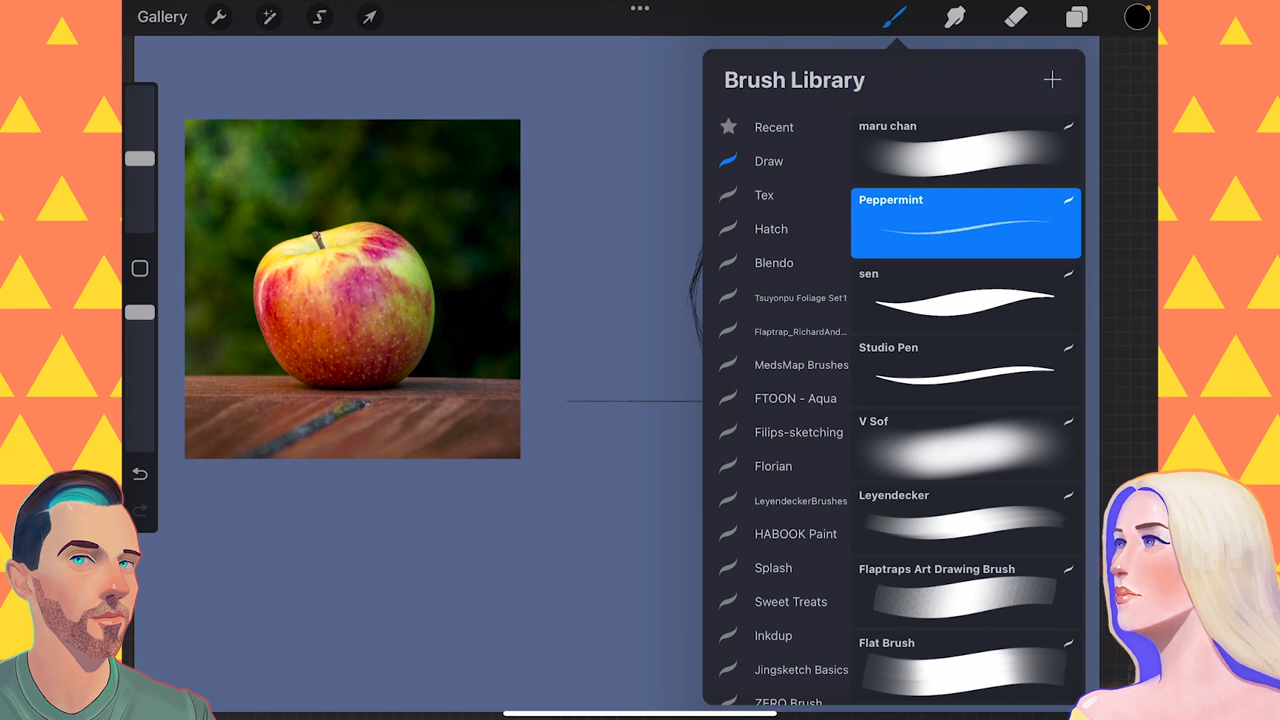 Gallery
Brush Library
Recent
Draw
Tex
Hatch
Blendo
Tsuyonpu Foliage Set1
Flaptrap_RichardAnd...
MedsMap Brushes
FTOON - Aqua
Filips-sketching
Florian
LeyendeckerBrushes
HABOOK Paint
Splash
Sweet Treats
Inkdup
Jingsketch Basics
ZERO Brush
maru chan
Peppermint
sen
Studio Pen
V Sof
Leyendecker
Flaptraps Art Drawing Brush
Flat Brush